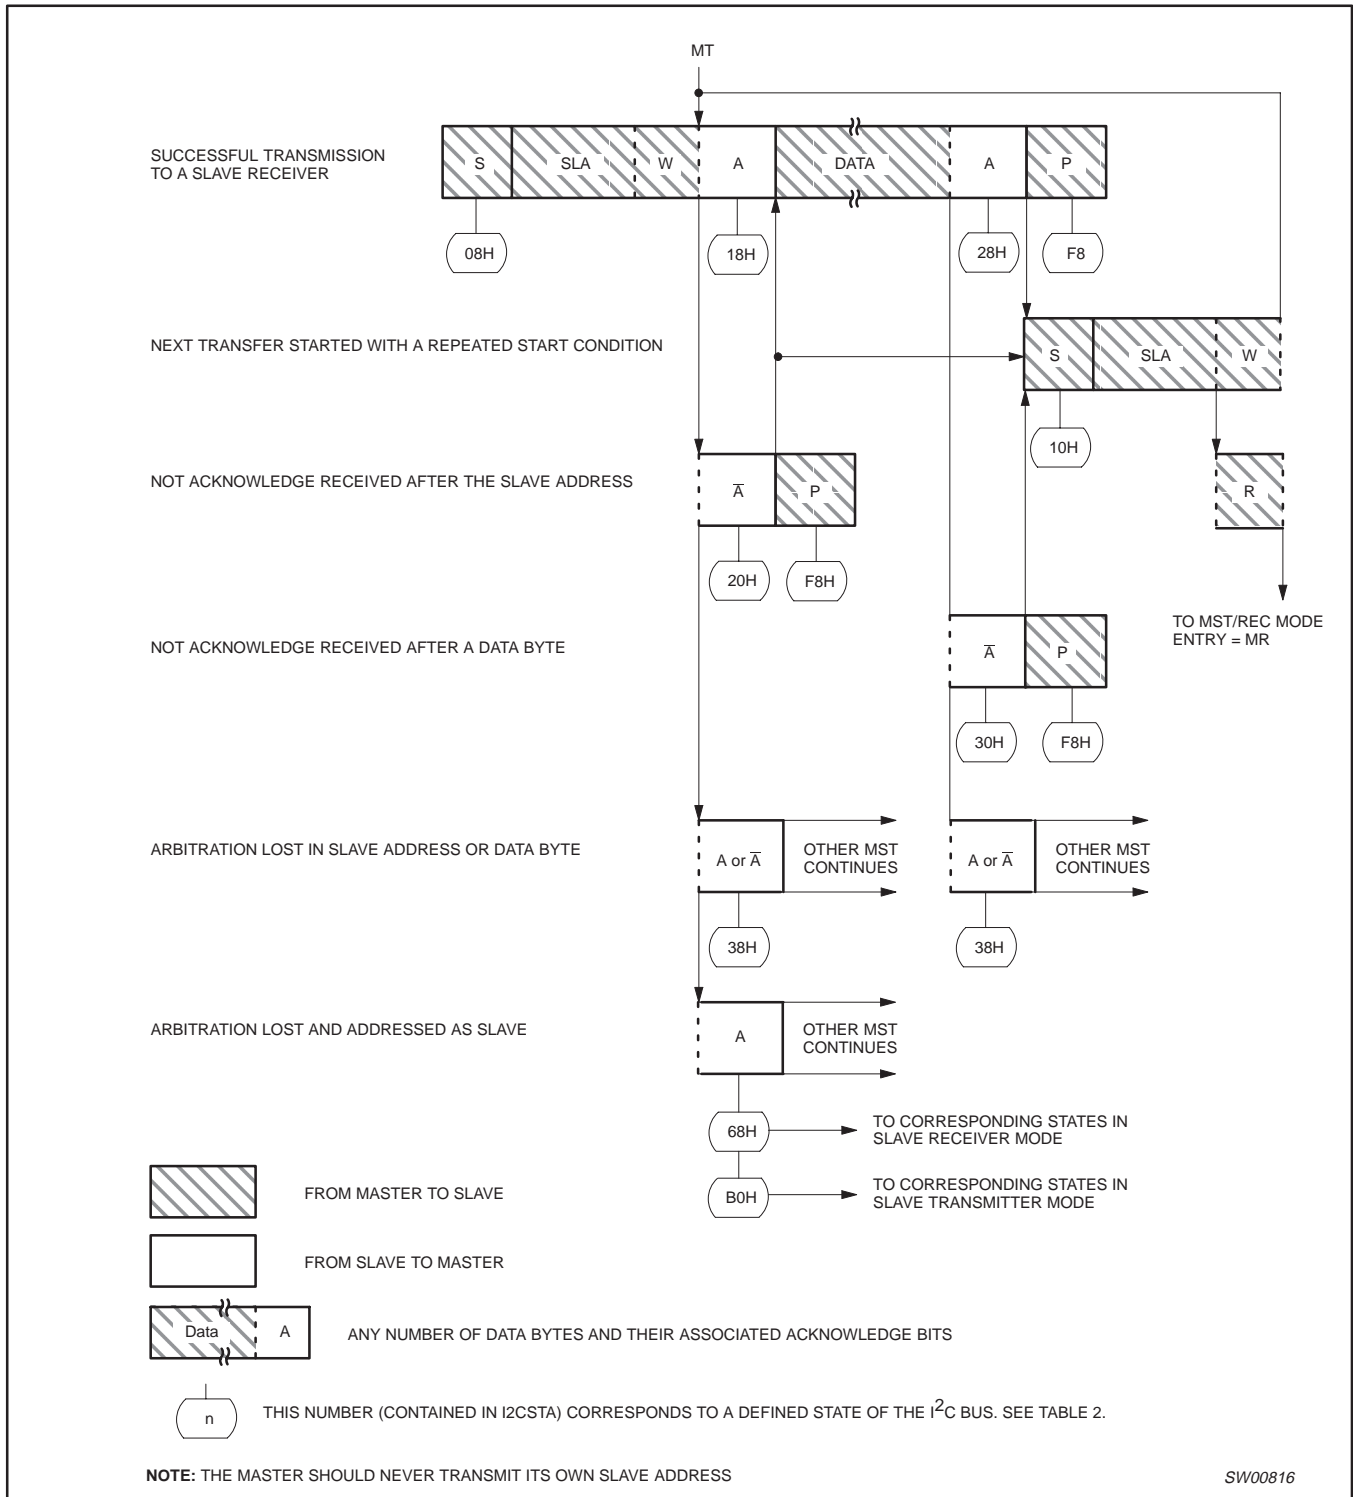 MT
SUCCESSFUL TRANSMISSION
TO A SLAVE RECEIVER
S SLA W A DATA A P
08H 18H 28H F8
NEXT TRANSFER STARTED WITH A REPEATED START CONDITION
S SLA W
10H
NOT ACKNOWLEDGE RECEIVED AFTER THE SLAVE ADDRESS
A̅ P R
20H F8H
TO MST/REC MODE
ENTRY = MR
NOT ACKNOWLEDGE RECEIVED AFTER A DATA BYTE
A̅ P
30H F8H
ARBITRATION LOST IN SLAVE ADDRESS OR DATA BYTE
A or A̅
OTHER MST
CONTINUES
A or A̅
OTHER MST
CONTINUES
38H 38H
ARBITRATION LOST AND ADDRESSED AS SLAVE
A
OTHER MST
CONTINUES
68H
TO CORRESPONDING STATES IN
SLAVE RECEIVER MODE
B0H
TO CORRESPONDING STATES IN
SLAVE TRANSMITTER MODE
FROM MASTER TO SLAVE
FROM SLAVE TO MASTER
Data A
ANY NUMBER OF DATA BYTES AND THEIR ASSOCIATED ACKNOWLEDGE BITS
n
THIS NUMBER (CONTAINED IN I2CSTA) CORRESPONDS TO A DEFINED STATE OF THE I²C BUS. SEE TABLE 2.
NOTE: THE MASTER SHOULD NEVER TRANSMIT ITS OWN SLAVE ADDRESS
SW00816